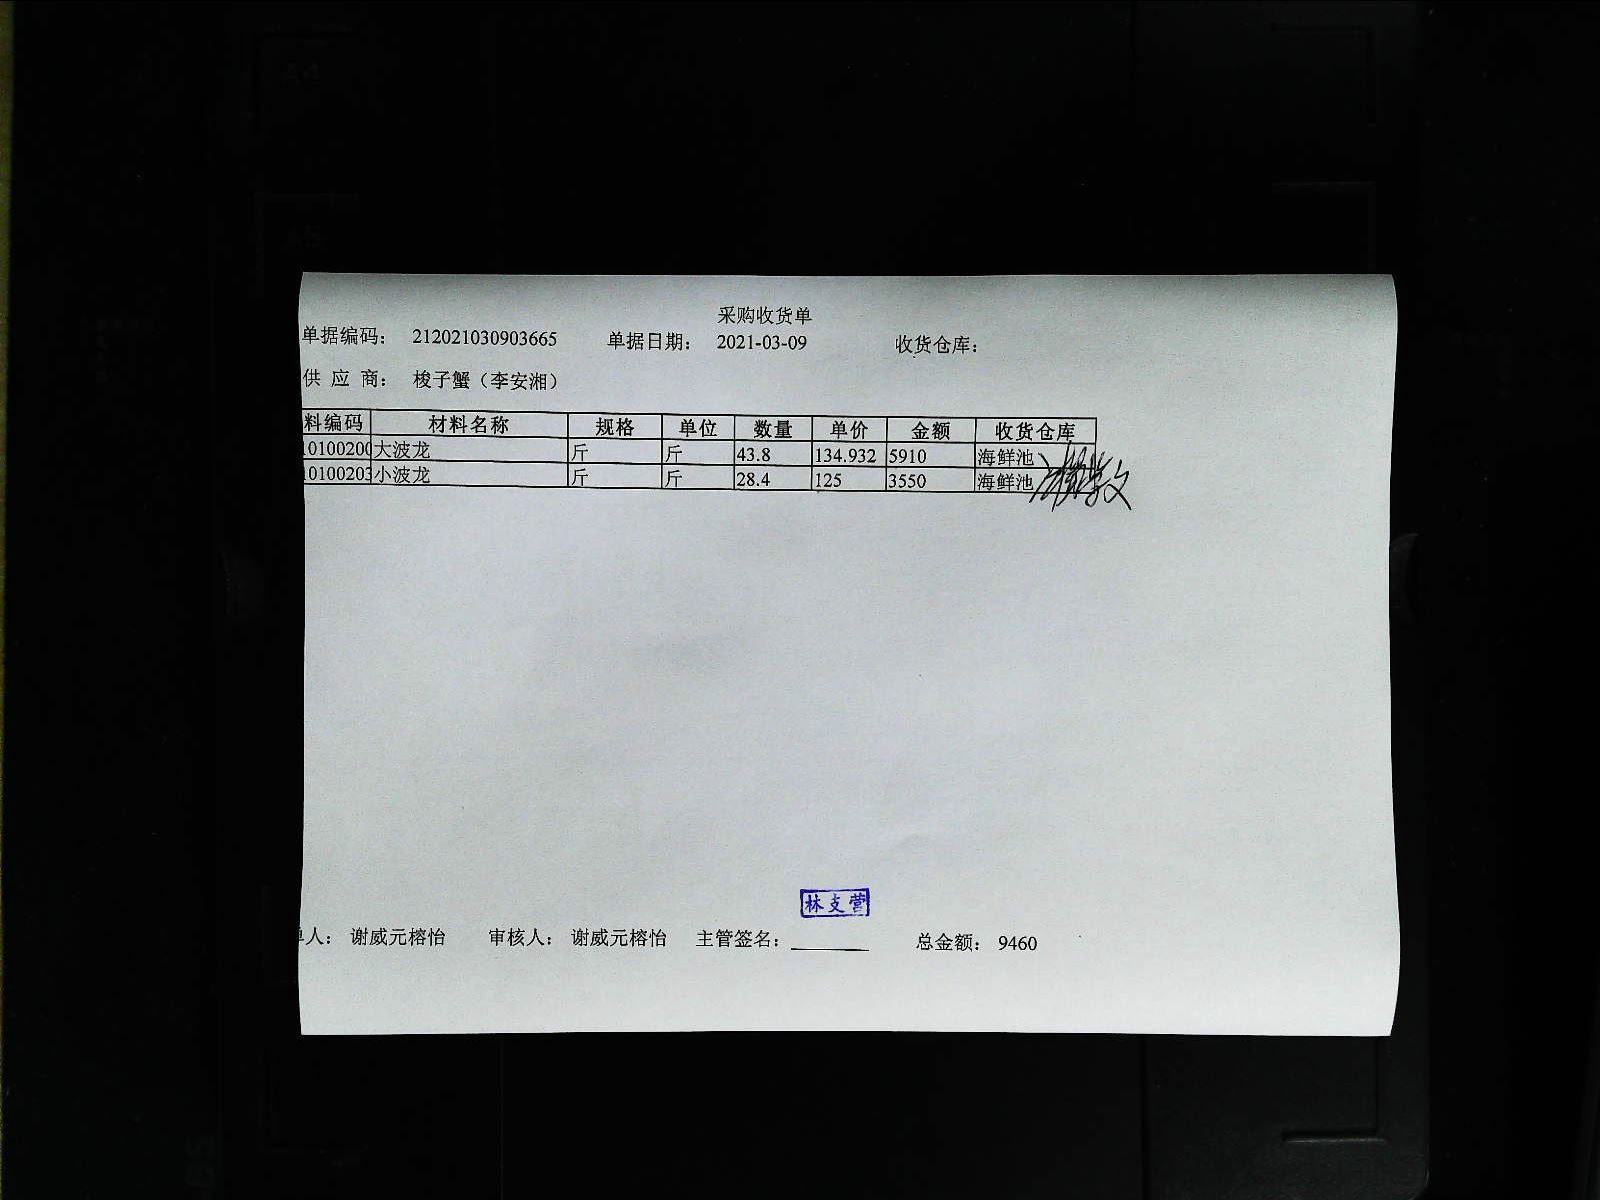 采购收货单
单据编码： 212021030903665 单据日期： 2021-03-09 收货仓库：
供 应 商： 梭子蟹（李安湘）
料编码 材料名称 规格 单位 数量 单价 金额 收货仓库
10100200 大波龙 斤 斤 43.8 134.932 5910 海鲜池
10100203 小波龙 斤 斤 28.4 125 3550 海鲜池
林支营
单人： 谢威元榕怡 审核人： 谢威元榕怡 主管签名： 总金额： 9460